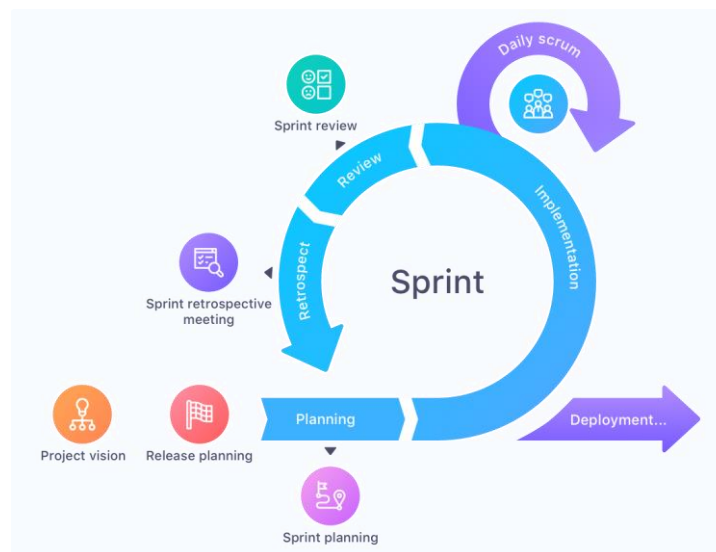 Daily scrum
Sprint review
Review
Implementation
Retrospect
Sprint
Sprint retrospective
meeting
Planning
Deployment...
Project vision
Release planning
Sprint planning